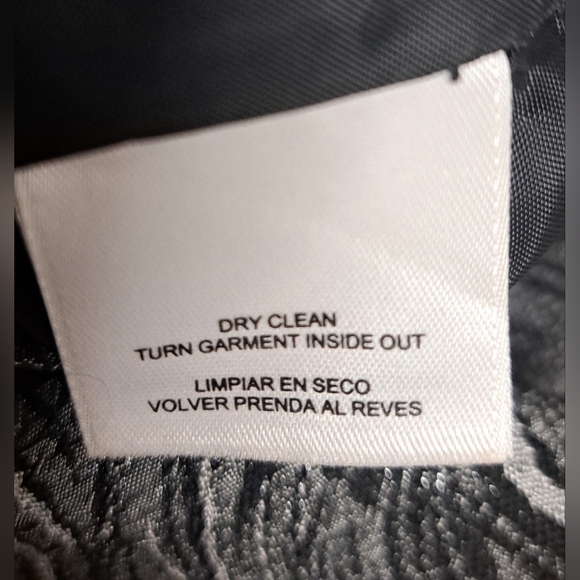 DRY CLEAN
TURN GARMENT INSIDE OUT
LIMPIAR EN SECO
VOLVER PRENDA AL REVES